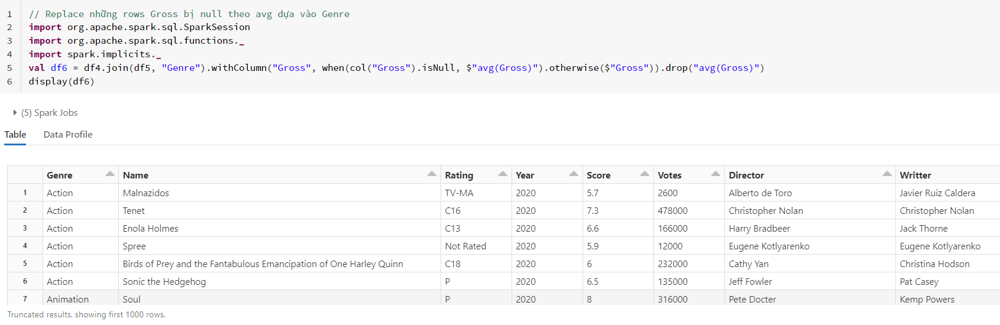 1 // Replace những rows Gross bị null theo avg dựa vào Genre
2 import org.apache.spark.sql.SparkSession
3 import org.apache.spark.sql.functions._
4 import spark.implicits._
5 val df6 = df4.join(df5, "Genre").withColumn("Gross", when(col("Gross").isNull, $"avg(Gross)").otherwise($"Gross")).drop("avg(Gross)")
6 display(df6)
(5) Spark Jobs
Table Data Profile
Genre Name Rating Year Score Votes Director Writter
1 Action Malnazidos TV-MA 2020 5.7 2600 Alberto de Toro Javier Ruiz Caldera
2 Action Tenet C16 2020 7.3 478000 Christopher Nolan Christopher Nolan
3 Action Enola Holmes C13 2020 6.6 166000 Harry Bradbeer Jack Thorne
4 Action Spree Not Rated 2020 5.9 12000 Eugene Kotlyarenko Eugene Kotlyarenko
5 Action Birds of Prey and the Fantabulous Emancipation of One Harley Quinn C18 2020 6 232000 Cathy Yan Christina Hodson
6 Action Sonic the Hedgehog P 2020 6.5 135000 Jeff Fowler Pat Casey
7 Animation Soul P 2020 8 316000 Pete Docter Kemp Powers
Truncated results, showing first 1000 rows.